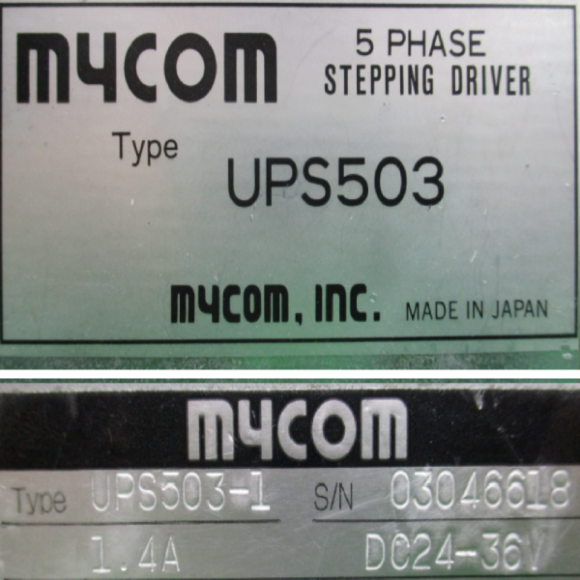 mycom
5 PHASE
STEPPING DRIVER
Type
UPS503
mycom, INC. MADE IN JAPAN
mycom
Type UPS503-1 S/N 03046618
1.4A DC24-36V